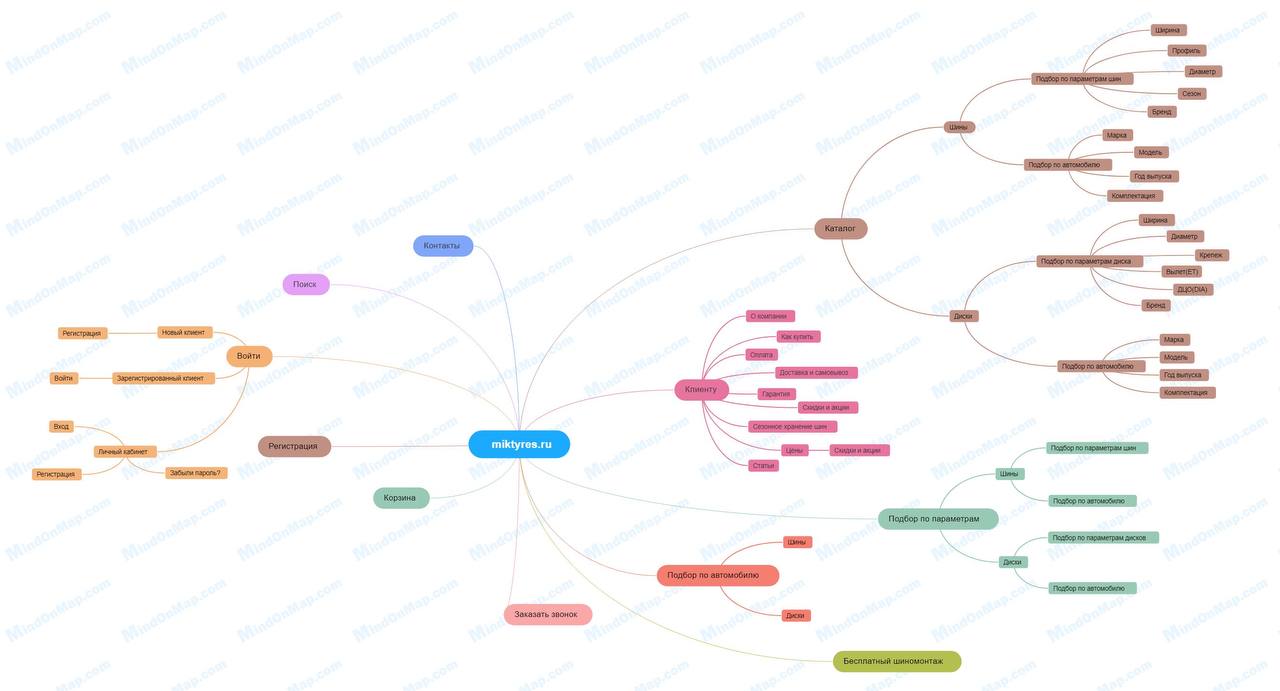 miktyres.ru
Каталог
Шины
Подбор по параметрам шин
Ширина
Профиль
Диаметр
Сезон
Бренд
Подбор по автомобилю
Марка
Модель
Год выпуска
Комплектация
Диски
Подбор по параметрам диска
Ширина
Диаметр
Крепеж
Вылет(ET)
ДЦО(DIA)
Бренд
Подбор по автомобилю
Марка
Модель
Год выпуска
Комплектация
Клиенту
О компании
Как купить
Оплата
Доставка и самовывоз
Гарантия
Скидки и акции
Сезонное хранение шин
Цены
Скидки и акции
Статьи
Подбор по параметрам
Шины
Подбор по параметрам шин
Подбор по автомобилю
Диски
Подбор по параметрам дисков
Подбор по автомобилю
Подбор по автомобилю
Шины
Диски
Бесплатный шиномонтаж
Контакты
Поиск
Войти
Новый клиент
Регистрация
Зарегистрированный клиент
Войти
Личный кабинет
Вход
Регистрация
Забыли пароль?
Регистрация
Корзина
Заказать звонок
MindOnMap.com